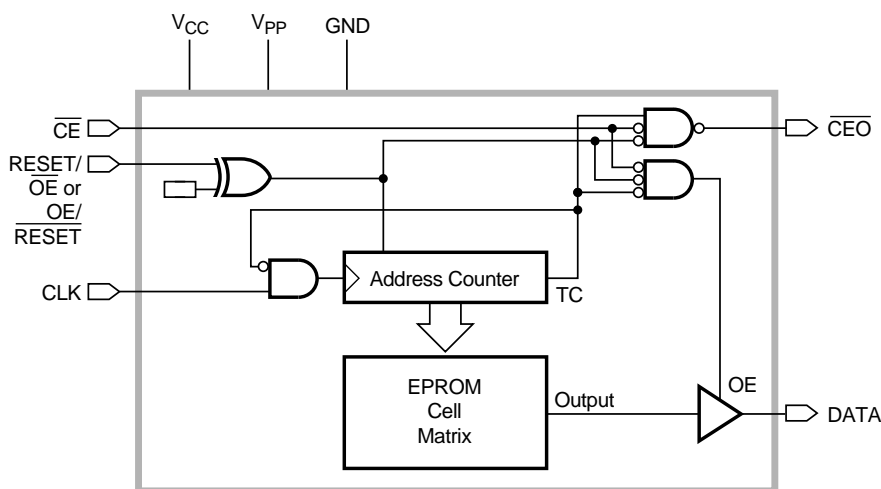 VCC
VPP
GND
CE
CEO
RESET/
OE or
OE/
RESET
CLK
Address Counter
TC
EPROM
Cell
Matrix
Output
OE
DATA